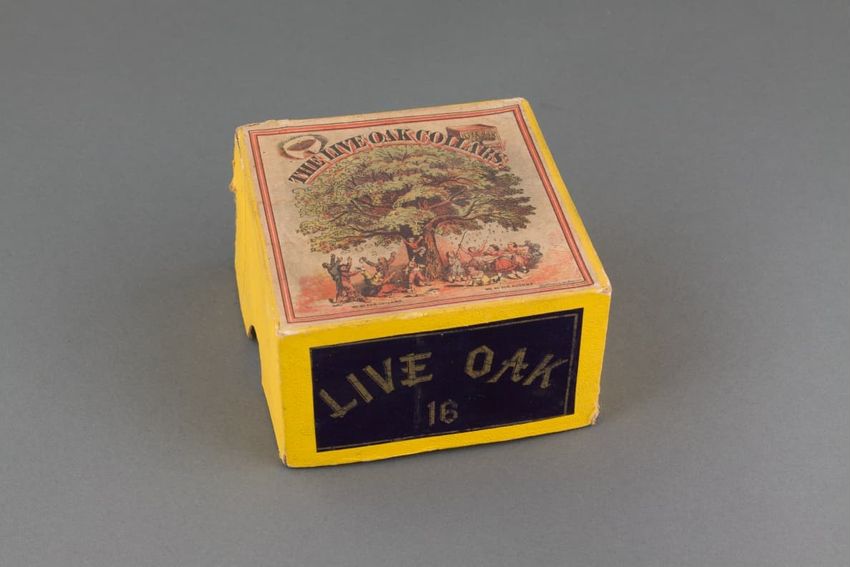 THE LIVE OAK COLLARS.
LIVE OAK
16